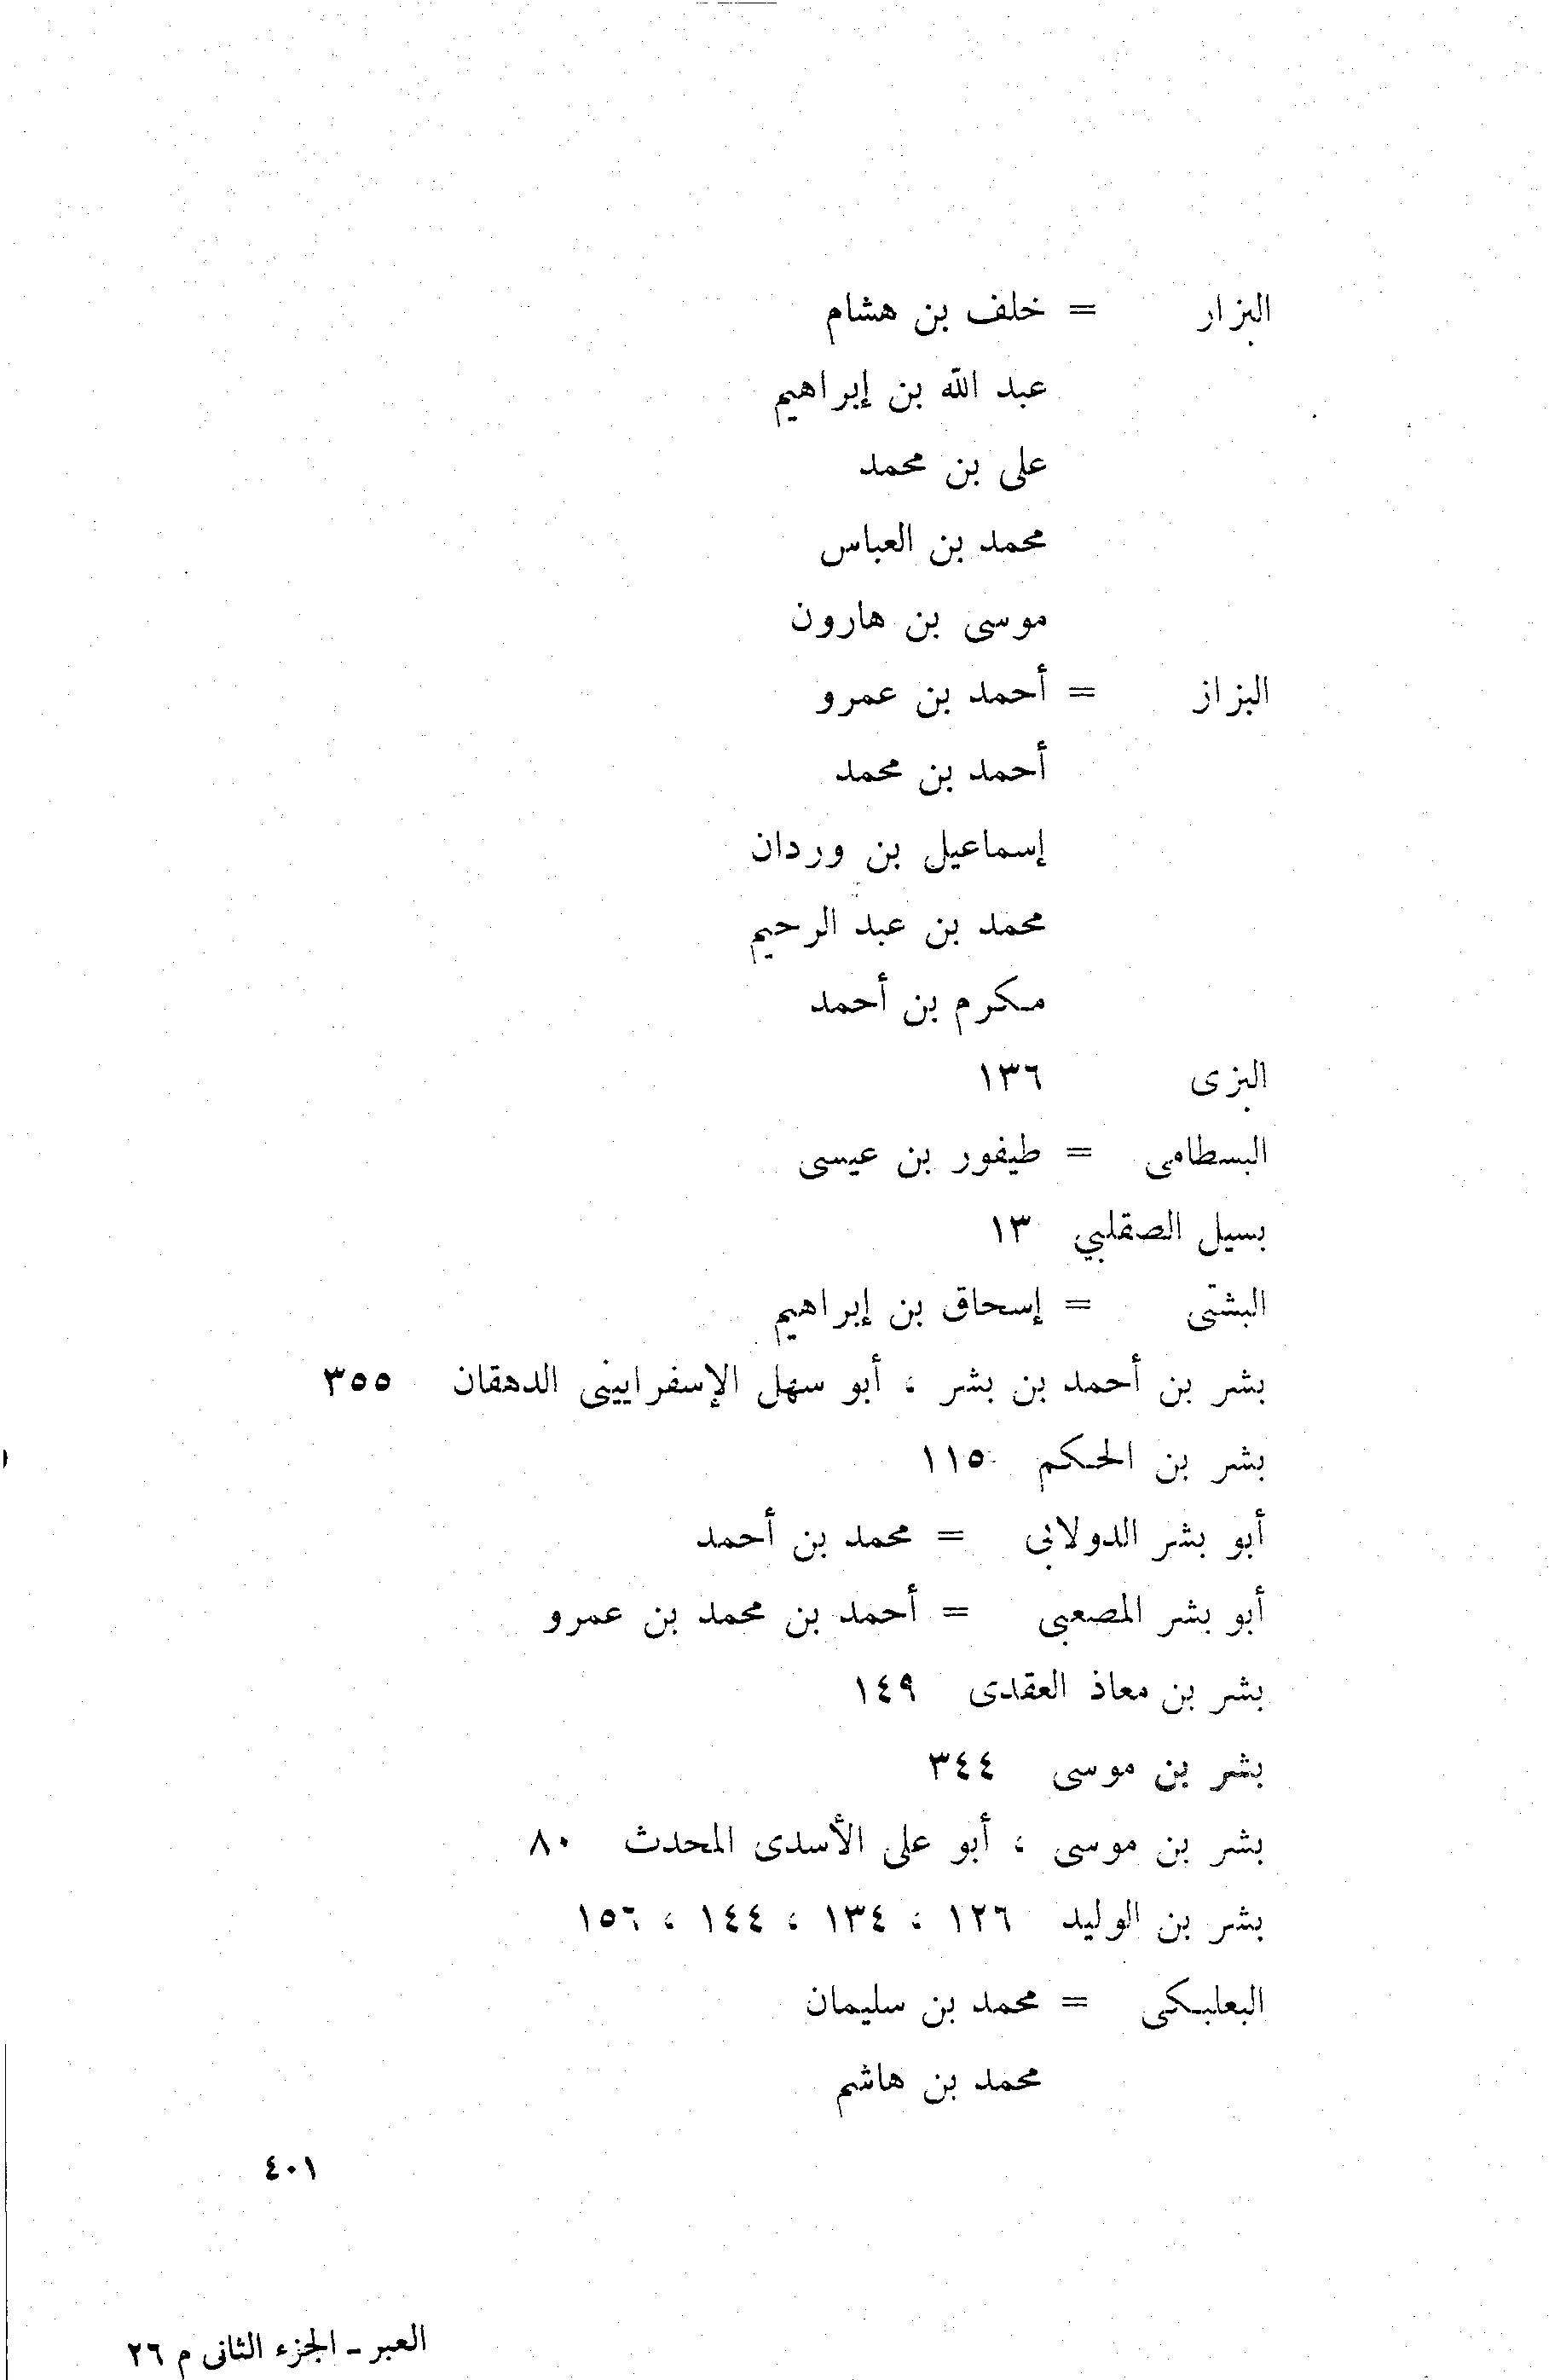 البزار = خلف بن هشام
عبد الله بن إبراهيم
على بن محمد
محمد بن العباس
موسى بن هارون
البزاز = أحمد بن عمرو
أحمد بن محمد
إسماعيل بن وردان
محمد بن عبد الرحيم
مكرم بن أحمد
البزى ١٣٦
البسطامى = طيفور بن عيسى
بسيل الصقلبي ١٣
البشتى = إسحاق بن إبراهيم
بشر بن أحمد بن بشر ، أبو سهل الإسفرايينى الدهقان ٣٥٥
بشر بن الحكم ١١٥
أبو بشر الدولابى = محمد بن أحمد
أبو بشر المصعبى = أحمد بن محمد بن عمرو
بشر بن معاذ العقدى ١٤٩
بشر بن موسى ٣٤٤
بشر بن موسى ، أبو على الأسدى المحدث ٨٠
بشر بن الوليد ١٢٦ ، ١٣٤ ، ١٤٤ ، ١٥٦
البعلبكى = محمد بن سليمان
محمد بن هاشم
٤٠١
العبر - الجزء الثانى م ٢٦